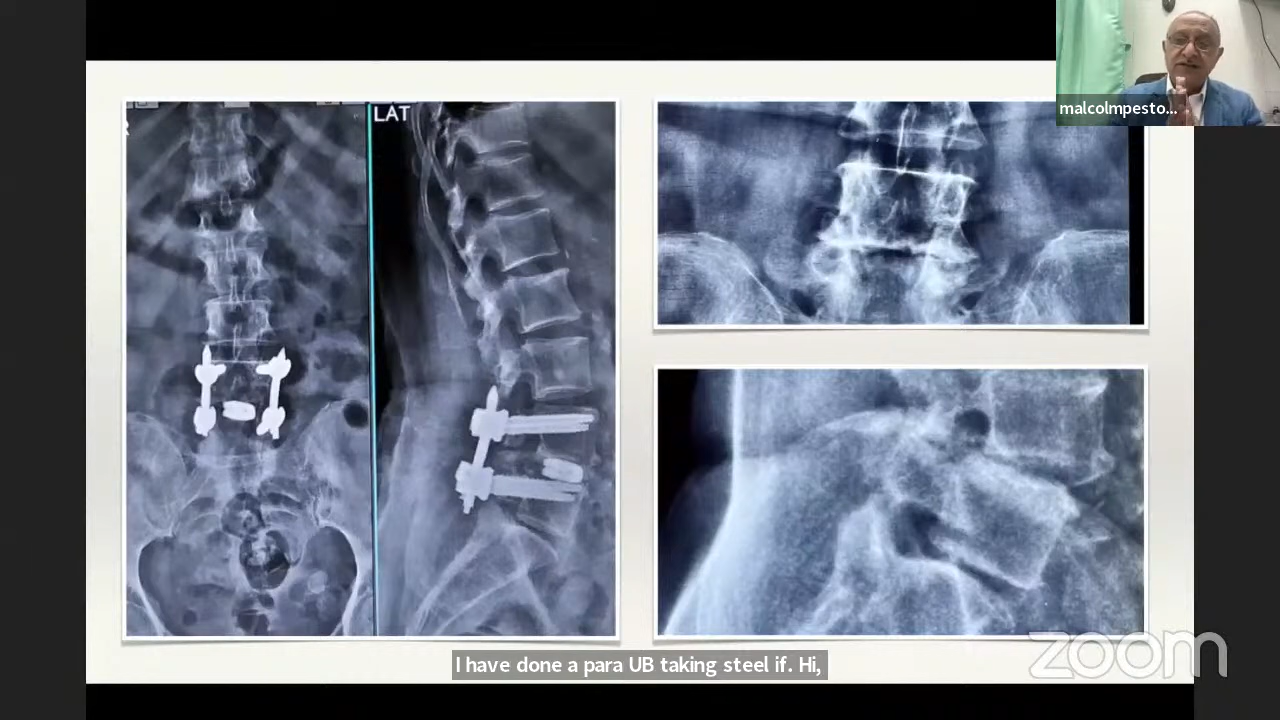 malcolmpesto...
LAT
I have done a para UB taking steel if. Hi,
zoom